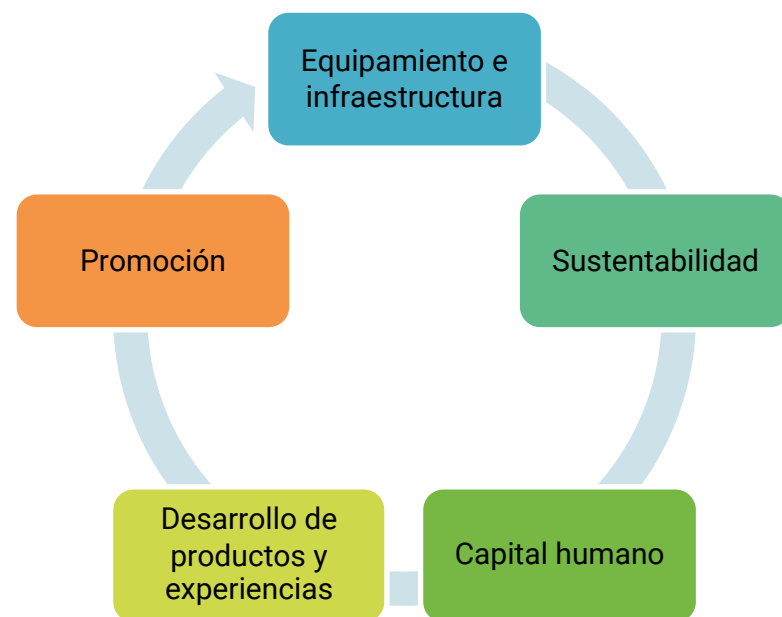 Equipamiento e
infraestructura
Sustentabilidad
Capital humano
Desarrollo de
productos y
experiencias
Promoción